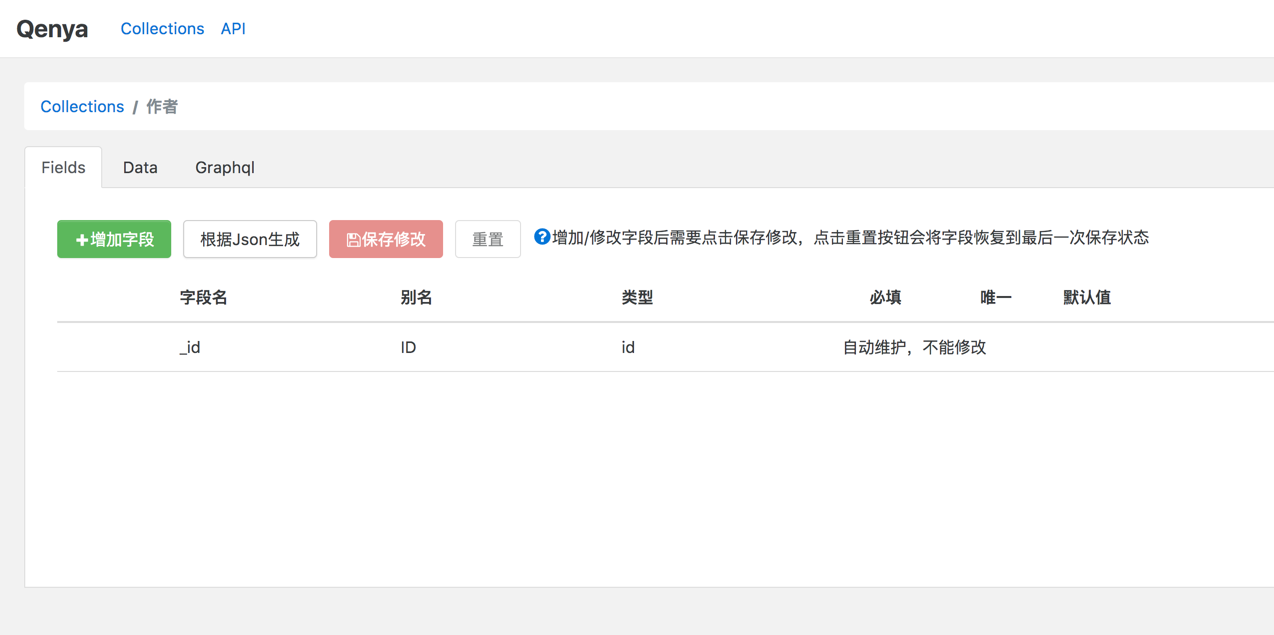 Qenya Collections API
Collections / 作者
Fields Data Graphql
增加字段 根据Json生成 保存修改 重置 增加/修改字段后需要点击保存修改，点击重置按钮会将字段恢复到最后一次保存状态
字段名 别名 类型 必填 唯一 默认值
_id ID id 自动维护，不能修改